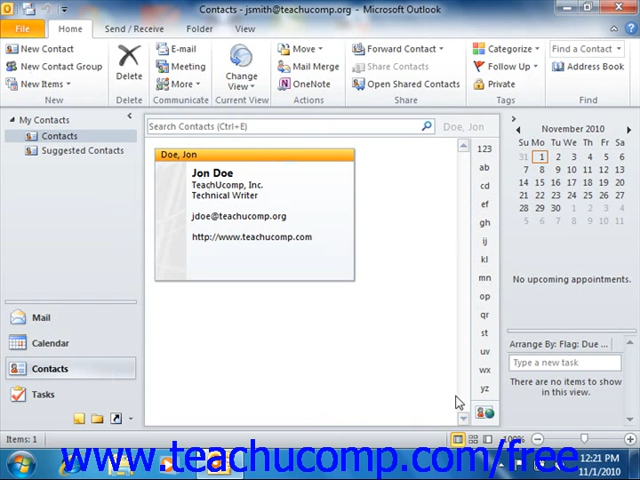 Contacts - jsmith@teachucomp.org - Microsoft Outlook
File Home Send / Receive Folder View
New Contact
New Contact Group
New Items
New
Delete
Delete
E-mail
Meeting
More
Communicate
Change View
Current View
Move
Mail Merge
OneNote
Actions
Forward Contact
Share Contacts
Open Shared Contacts
Share
Categorize
Follow Up
Private
Tags
Find a Contact
Address Book
Find
My Contacts
Contacts
Suggested Contacts
Mail
Calendar
Contacts
Tasks
Search Contacts (Ctrl+E)
Doe, Jon
Doe, Jon
Jon Doe
TeachUcomp, Inc.
Technical Writer
jdoe@teachucomp.org
http://www.teachucomp.com
123
ab
cd
ef
gh
ij
kl
mn
op
qr
st
uv
wx
yz
November 2010
Su Mo Tu We Th Fr Sa
31 1 2 3 4 5 6
7 8 9 10 11 12 13
14 15 16 17 18 19 20
21 22 23 24 25 26 27
28 29 30 1 2 3 4
5 6 7 8 9 10 11
No upcoming appointments.
Arrange By: Flag: Due ...
Type a new task
There are no items to show in this view.
Items: 1
100%
www.teachucomp.com/free
12:21 PM
11/1/2010